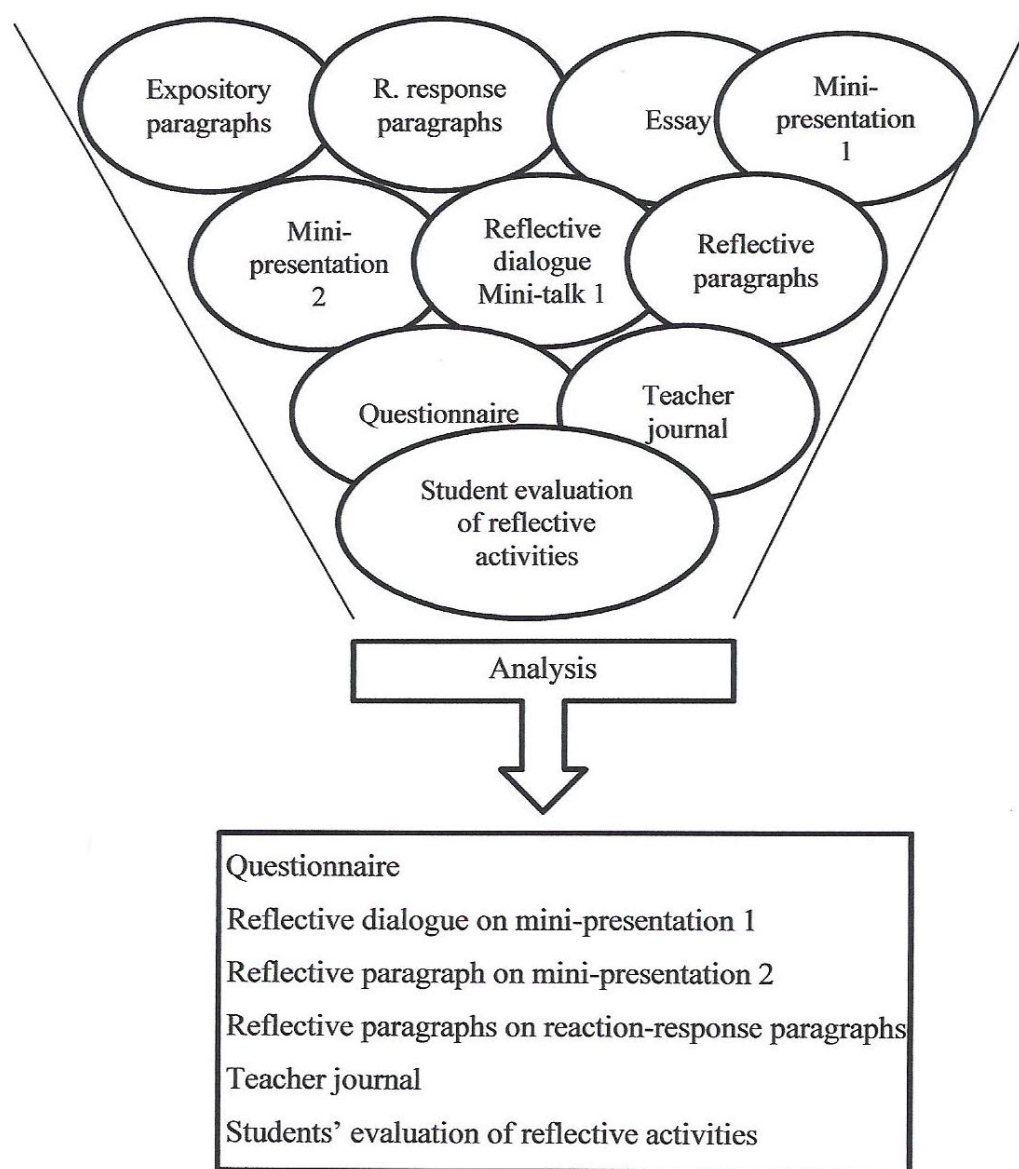 Expository
paragraphs
R. response
paragraphs
Essay
Mini-
presentation
1
Mini-
presentation
2
Reflective
dialogue
Mini-talk 1
Reflective
paragraphs
Questionnaire
Teacher
journal
Student evaluation
of reflective
activities
Analysis
Questionnaire
Reflective dialogue on mini-presentation 1
Reflective paragraph on mini-presentation 2
Reflective paragraphs on reaction-response paragraphs
Teacher journal
Students’ evaluation of reflective activities